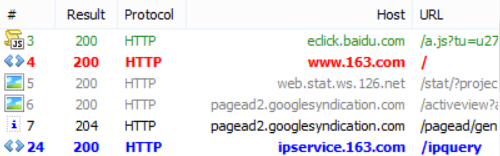 # Result Protocol Host URL
3 200 HTTP eclick.baidu.com /a.js?tu=u27
4 200 HTTP www.163.com /
5 200 HTTP web.stat.ws.126.net /stat/?projec
6 200 HTTP pagead2.googlesyndication.com /activeview?a
7 204 HTTP pagead2.googlesyndication.com /pagead/gen
24 200 HTTP ipservice.163.com /ipquery